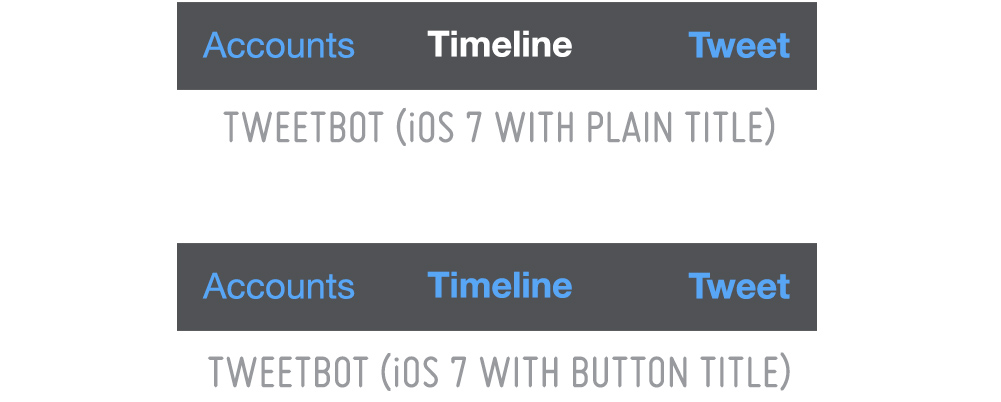 Accounts Timeline Tweet
TWEETBOT (iOS 7 WITH PLAIN TITLE)
Accounts Timeline Tweet
TWEETBOT (iOS 7 WITH BUTTON TITLE)